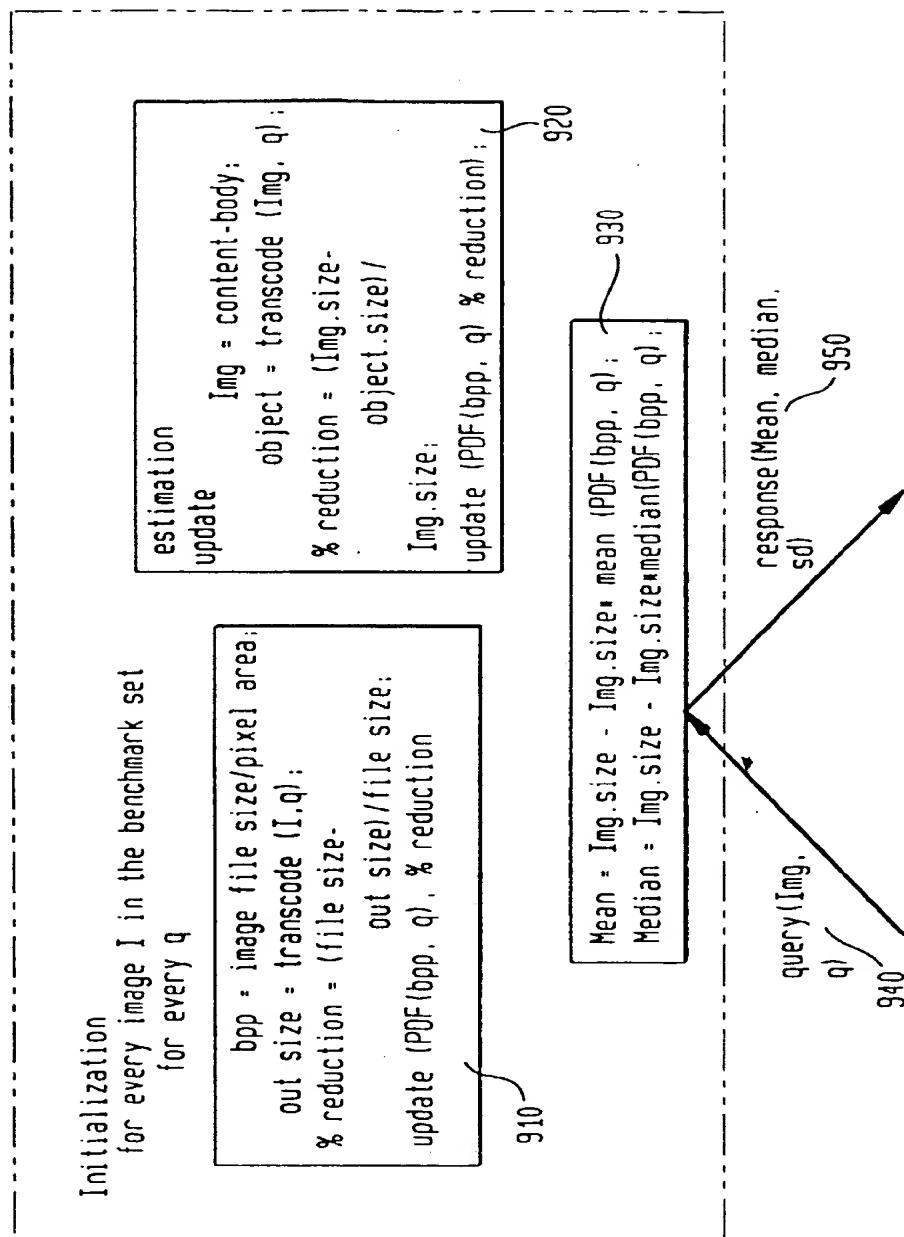 Initialization
for every image I in the benchmark set
for every q
bpp = image file size/pixel area;
out size = transcode (I,q);
% reduction = (file size-
out size)/file size;
update (PDF(bpp, q), % reduction
910
estimation
update
Img = content-body;
object = transcode (Img, q);
% reduction = (Img.size-
object.size)/
Img.size;
update (PDF(bpp, q) % reduction);
920
Mean = Img.size - Img.size* mean (PDF(bpp, q);
Median = Img.size - Img.size*median(PDF(bpp, q);
930
query(Img,
q)
940
response(Mean, median,
sd)
950